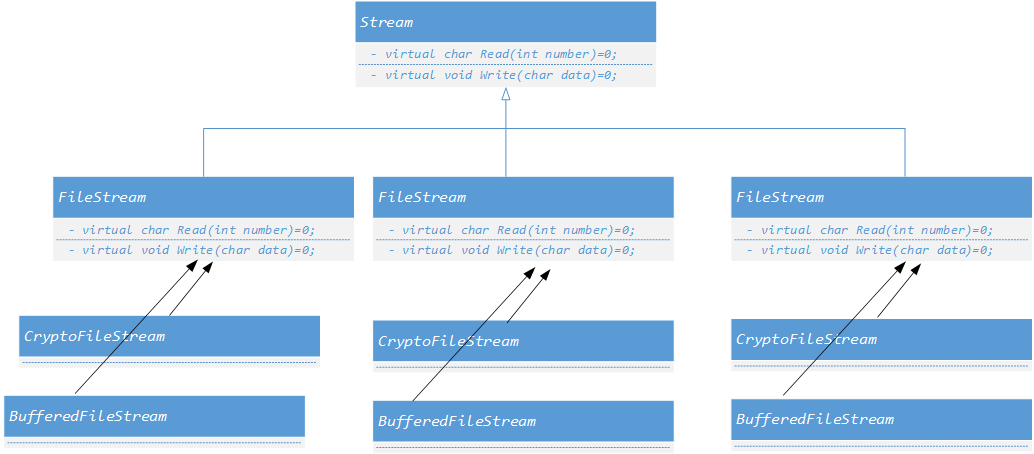 Stream
- virtual char Read(int number)=0;
- virtual void Write(char data)=0;
FileStream
- virtual char Read(int number)=0;
- virtual void Write(char data)=0;
FileStream
- virtual char Read(int number)=0;
- virtual void Write(char data)=0;
FileStream
- virtual char Read(int number)=0;
- virtual void Write(char data)=0;
CryptoFileStream
CryptoFileStream
CryptoFileStream
BufferedFileStream
BufferedFileStream
BufferedFileStream